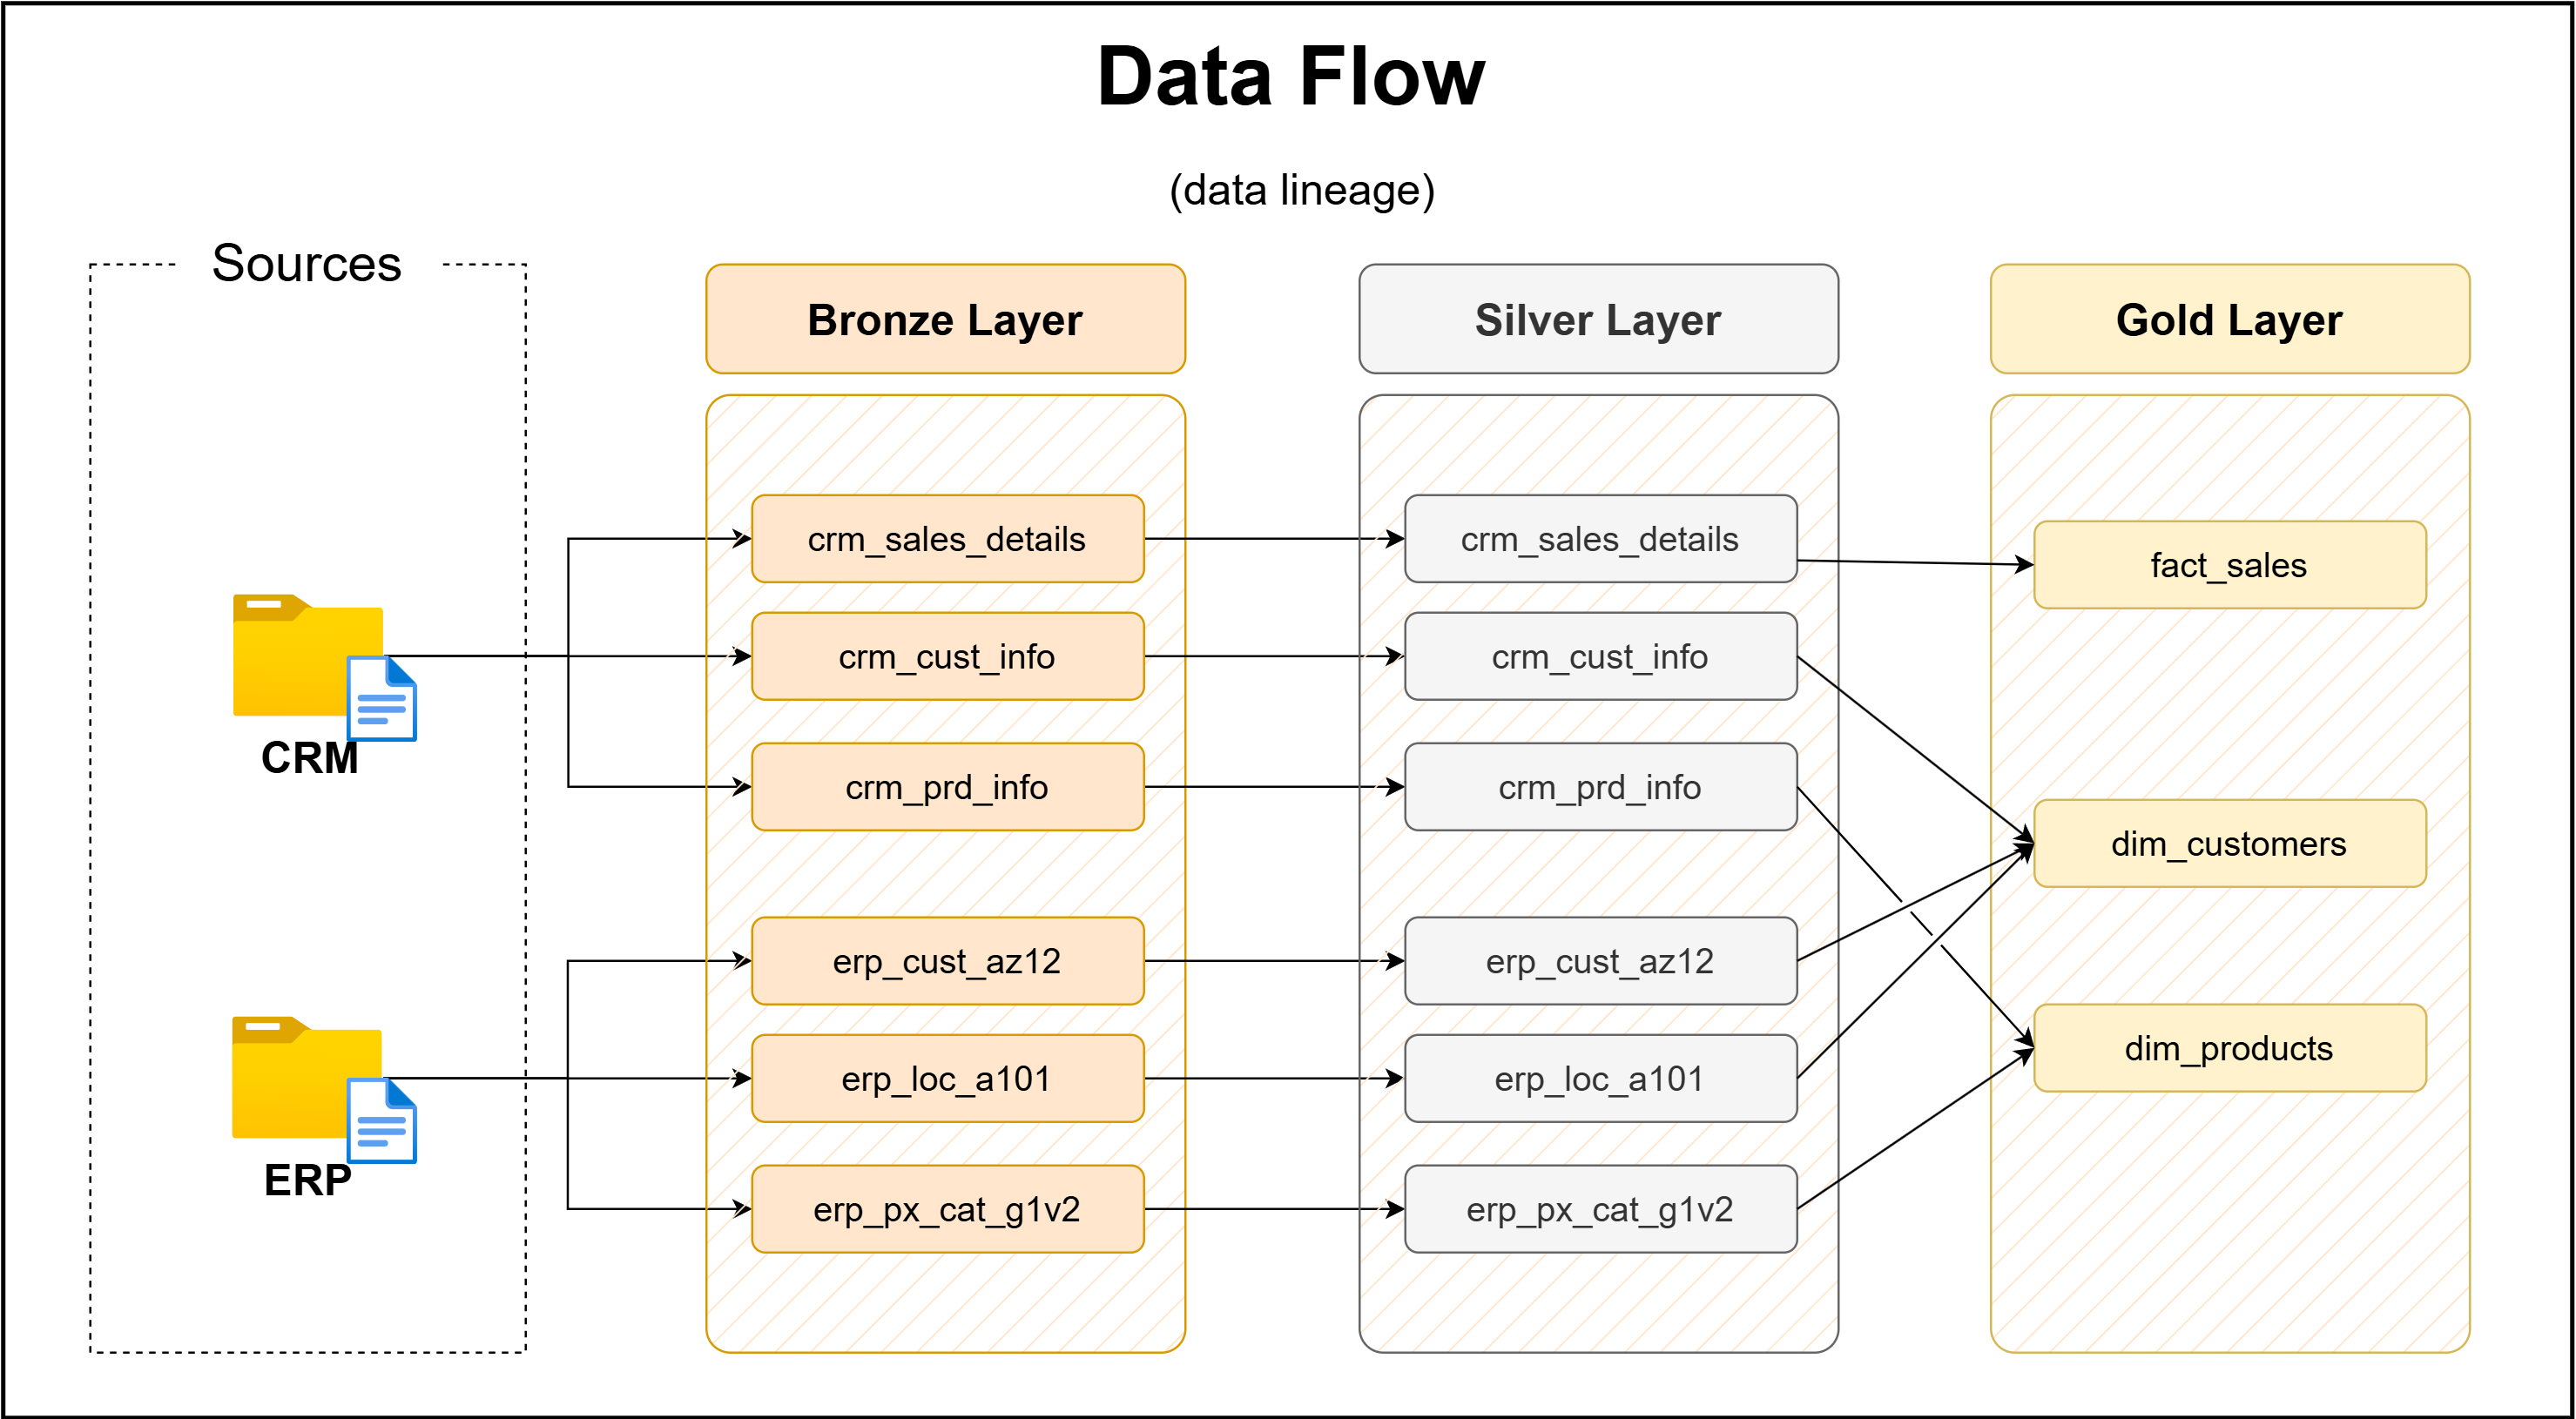 Data Flow
(data lineage)
Sources
CRM
ERP
Bronze Layer
crm_sales_details
crm_cust_info
crm_prd_info
erp_cust_az12
erp_loc_a101
erp_px_cat_g1v2
Silver Layer
crm_sales_details
crm_cust_info
crm_prd_info
erp_cust_az12
erp_loc_a101
erp_px_cat_g1v2
Gold Layer
fact_sales
dim_customers
dim_products